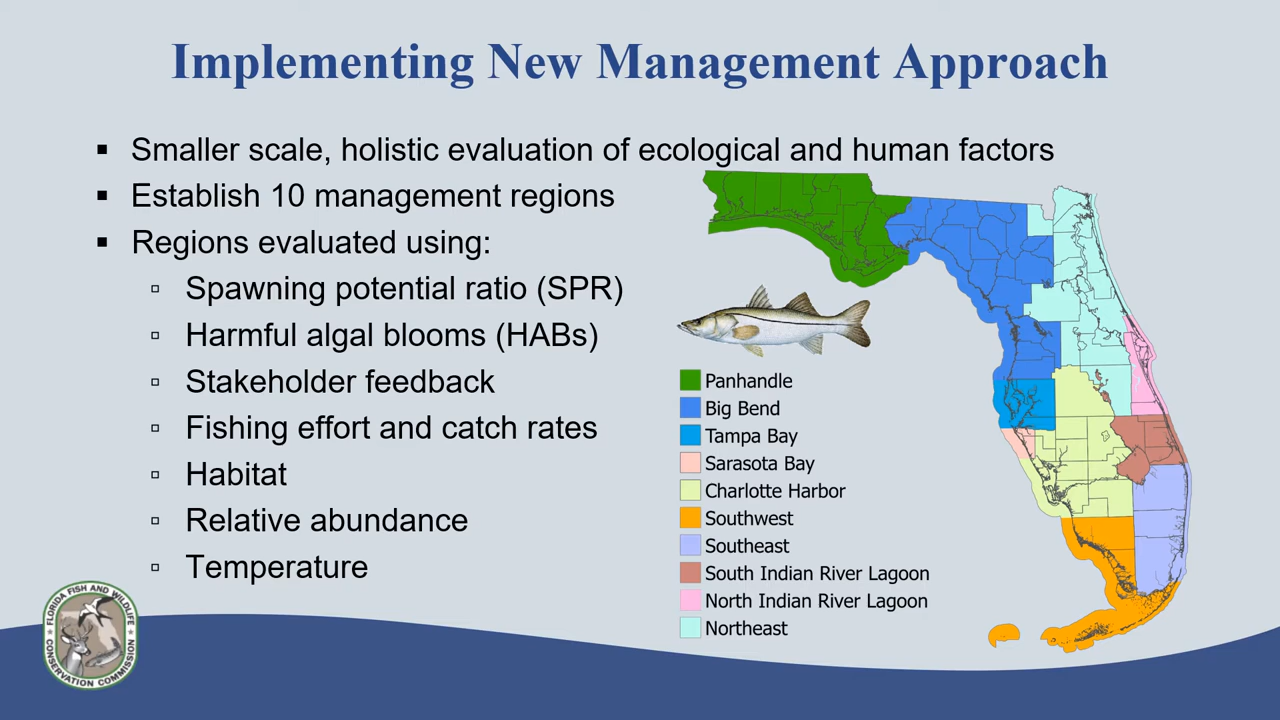 Implementing New Management Approach
▪ Smaller scale, holistic evaluation of ecological and human factors
▪ Establish 10 management regions
▪ Regions evaluated using:
▫ Spawning potential ratio (SPR)
▫ Harmful algal blooms (HABs)
▫ Stakeholder feedback
▫ Fishing effort and catch rates
▫ Habitat
▫ Relative abundance
▫ Temperature
Panhandle
Big Bend
Tampa Bay
Sarasota Bay
Charlotte Harbor
Southwest
Southeast
South Indian River Lagoon
North Indian River Lagoon
Northeast
FLORIDA FISH AND WILDLIFE
CONSERVATION COMMISSION